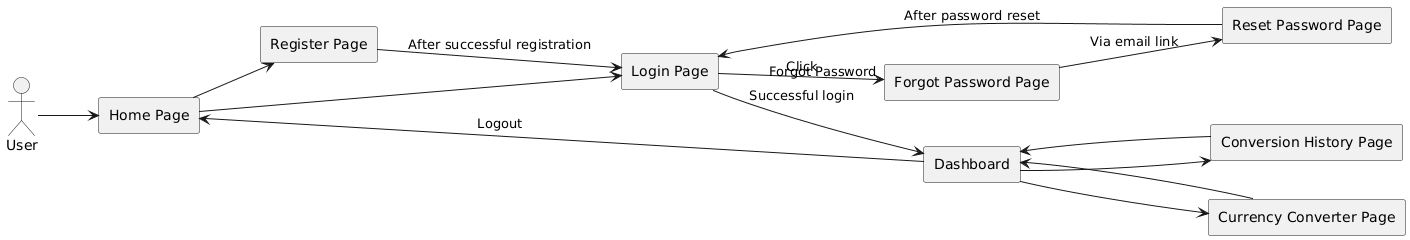 User
Home Page
Register Page
After successful registration
Login Page
Logout
Click
Forgot Password
Successful login
After password reset
Forgot Password Page
Via email link
Reset Password Page
Dashboard
Conversion History Page
Currency Converter Page